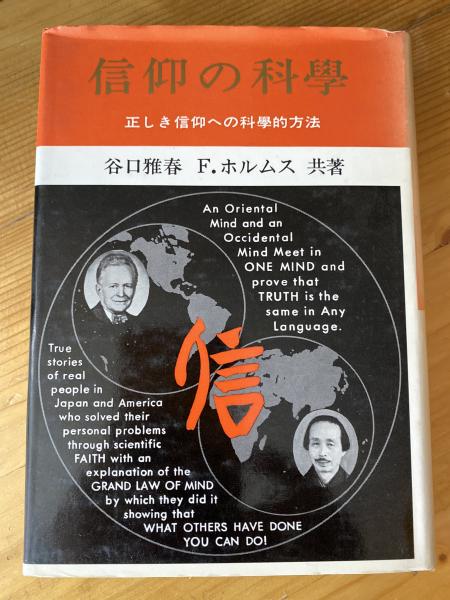 信仰の科學
正しき信仰への科學的方法
谷口雅春 F.ホルムス 共著
An Oriental
Mind and an
Occidental
Mind Meet in
ONE MIND and
prove that
TRUTH is the
same in Any
Language.
信
True
stories
of real
people in
Japan and America
who solved their
personal problems
through scientific
FAITH with an
explanation of the
GRAND LAW OF MIND
by which they did it
showing that
WHAT OTHERS HAVE DONE
YOU CAN DO!